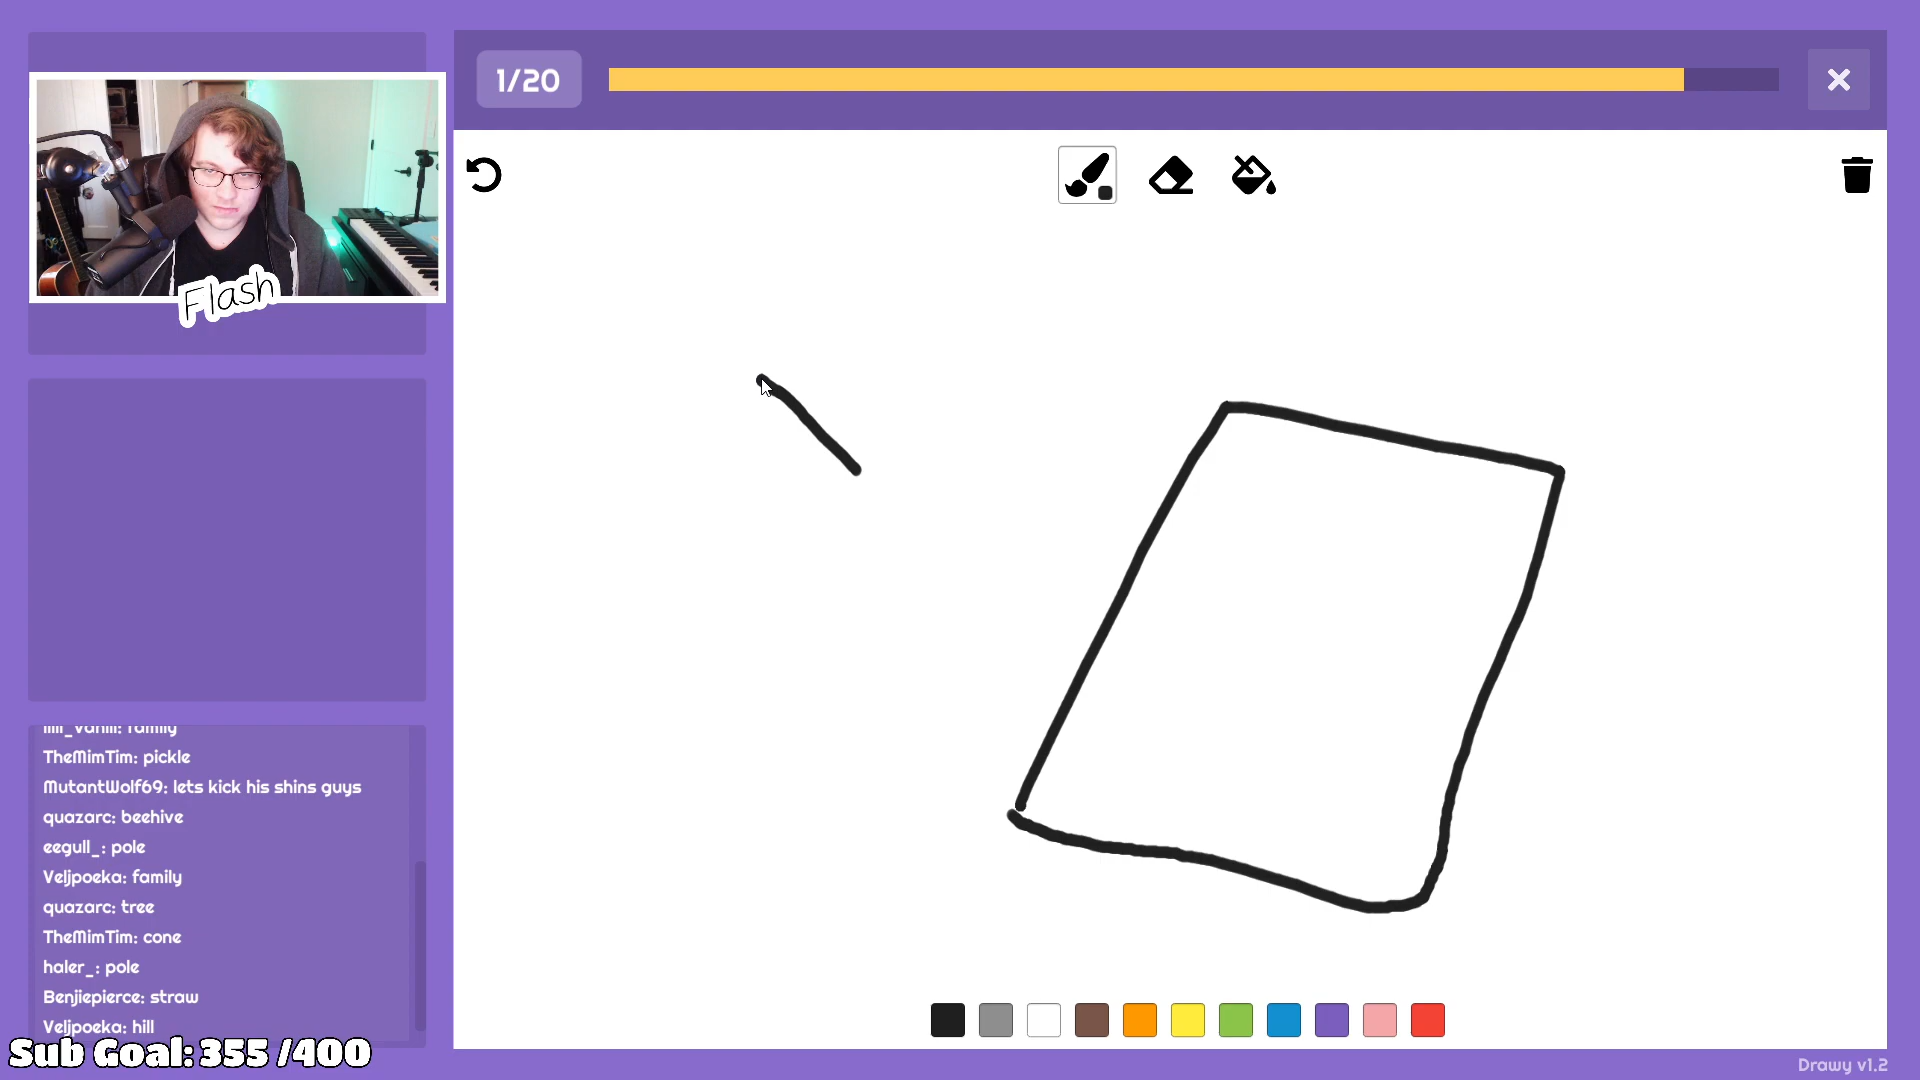 1/20
Flash
TheMimTim: pickle
MutantWolf69: lets kick his shins guys
quazarc: beehive
eegull_: pole
Veljpoeka: family
quazarc: tree
TheMimTim: cone
haler_: pole
Benjiepierce: straw
Veljpoeka: hill
Sub Goal: 355 /400
Drawy v1.2